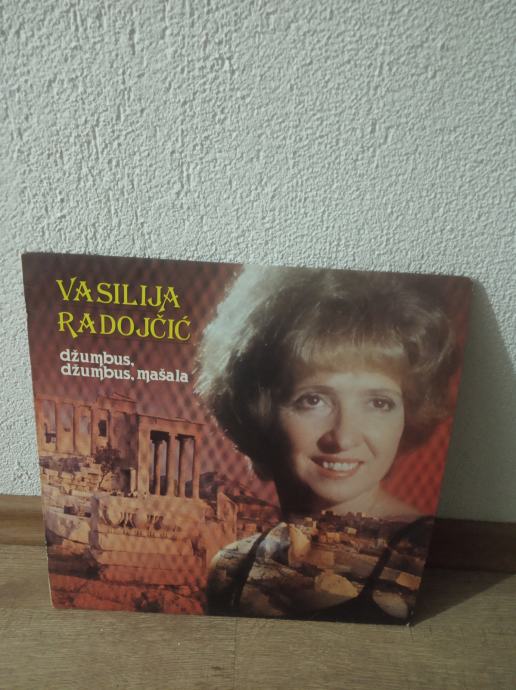 VASILIJA
RADOJČIĆ
džumbus,
džumbus, mašala